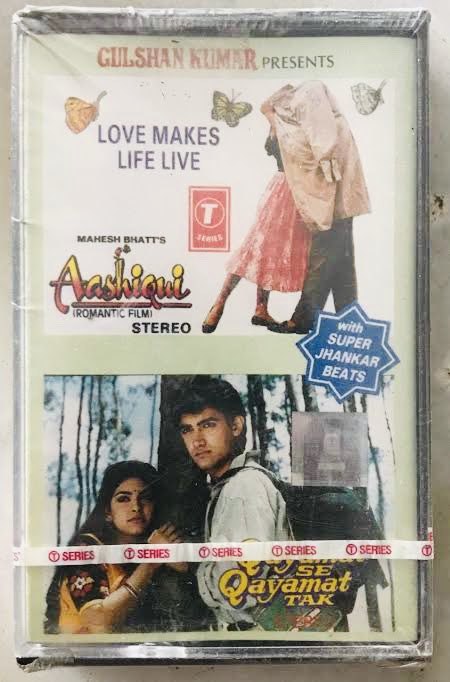 GULSHAN KUMAR PRESENTS
LOVE MAKES
LIFE LIVE
T
SERIES
MAHESH BHATT'S
Aashiqui
(ROMANTIC FILM)
STEREO
with
SUPER
JHANKAR
BEATS
T SERIES T SERIES T SERIES T SERIES T SERIES T
Qayamat
SE
Qayamat
TAK